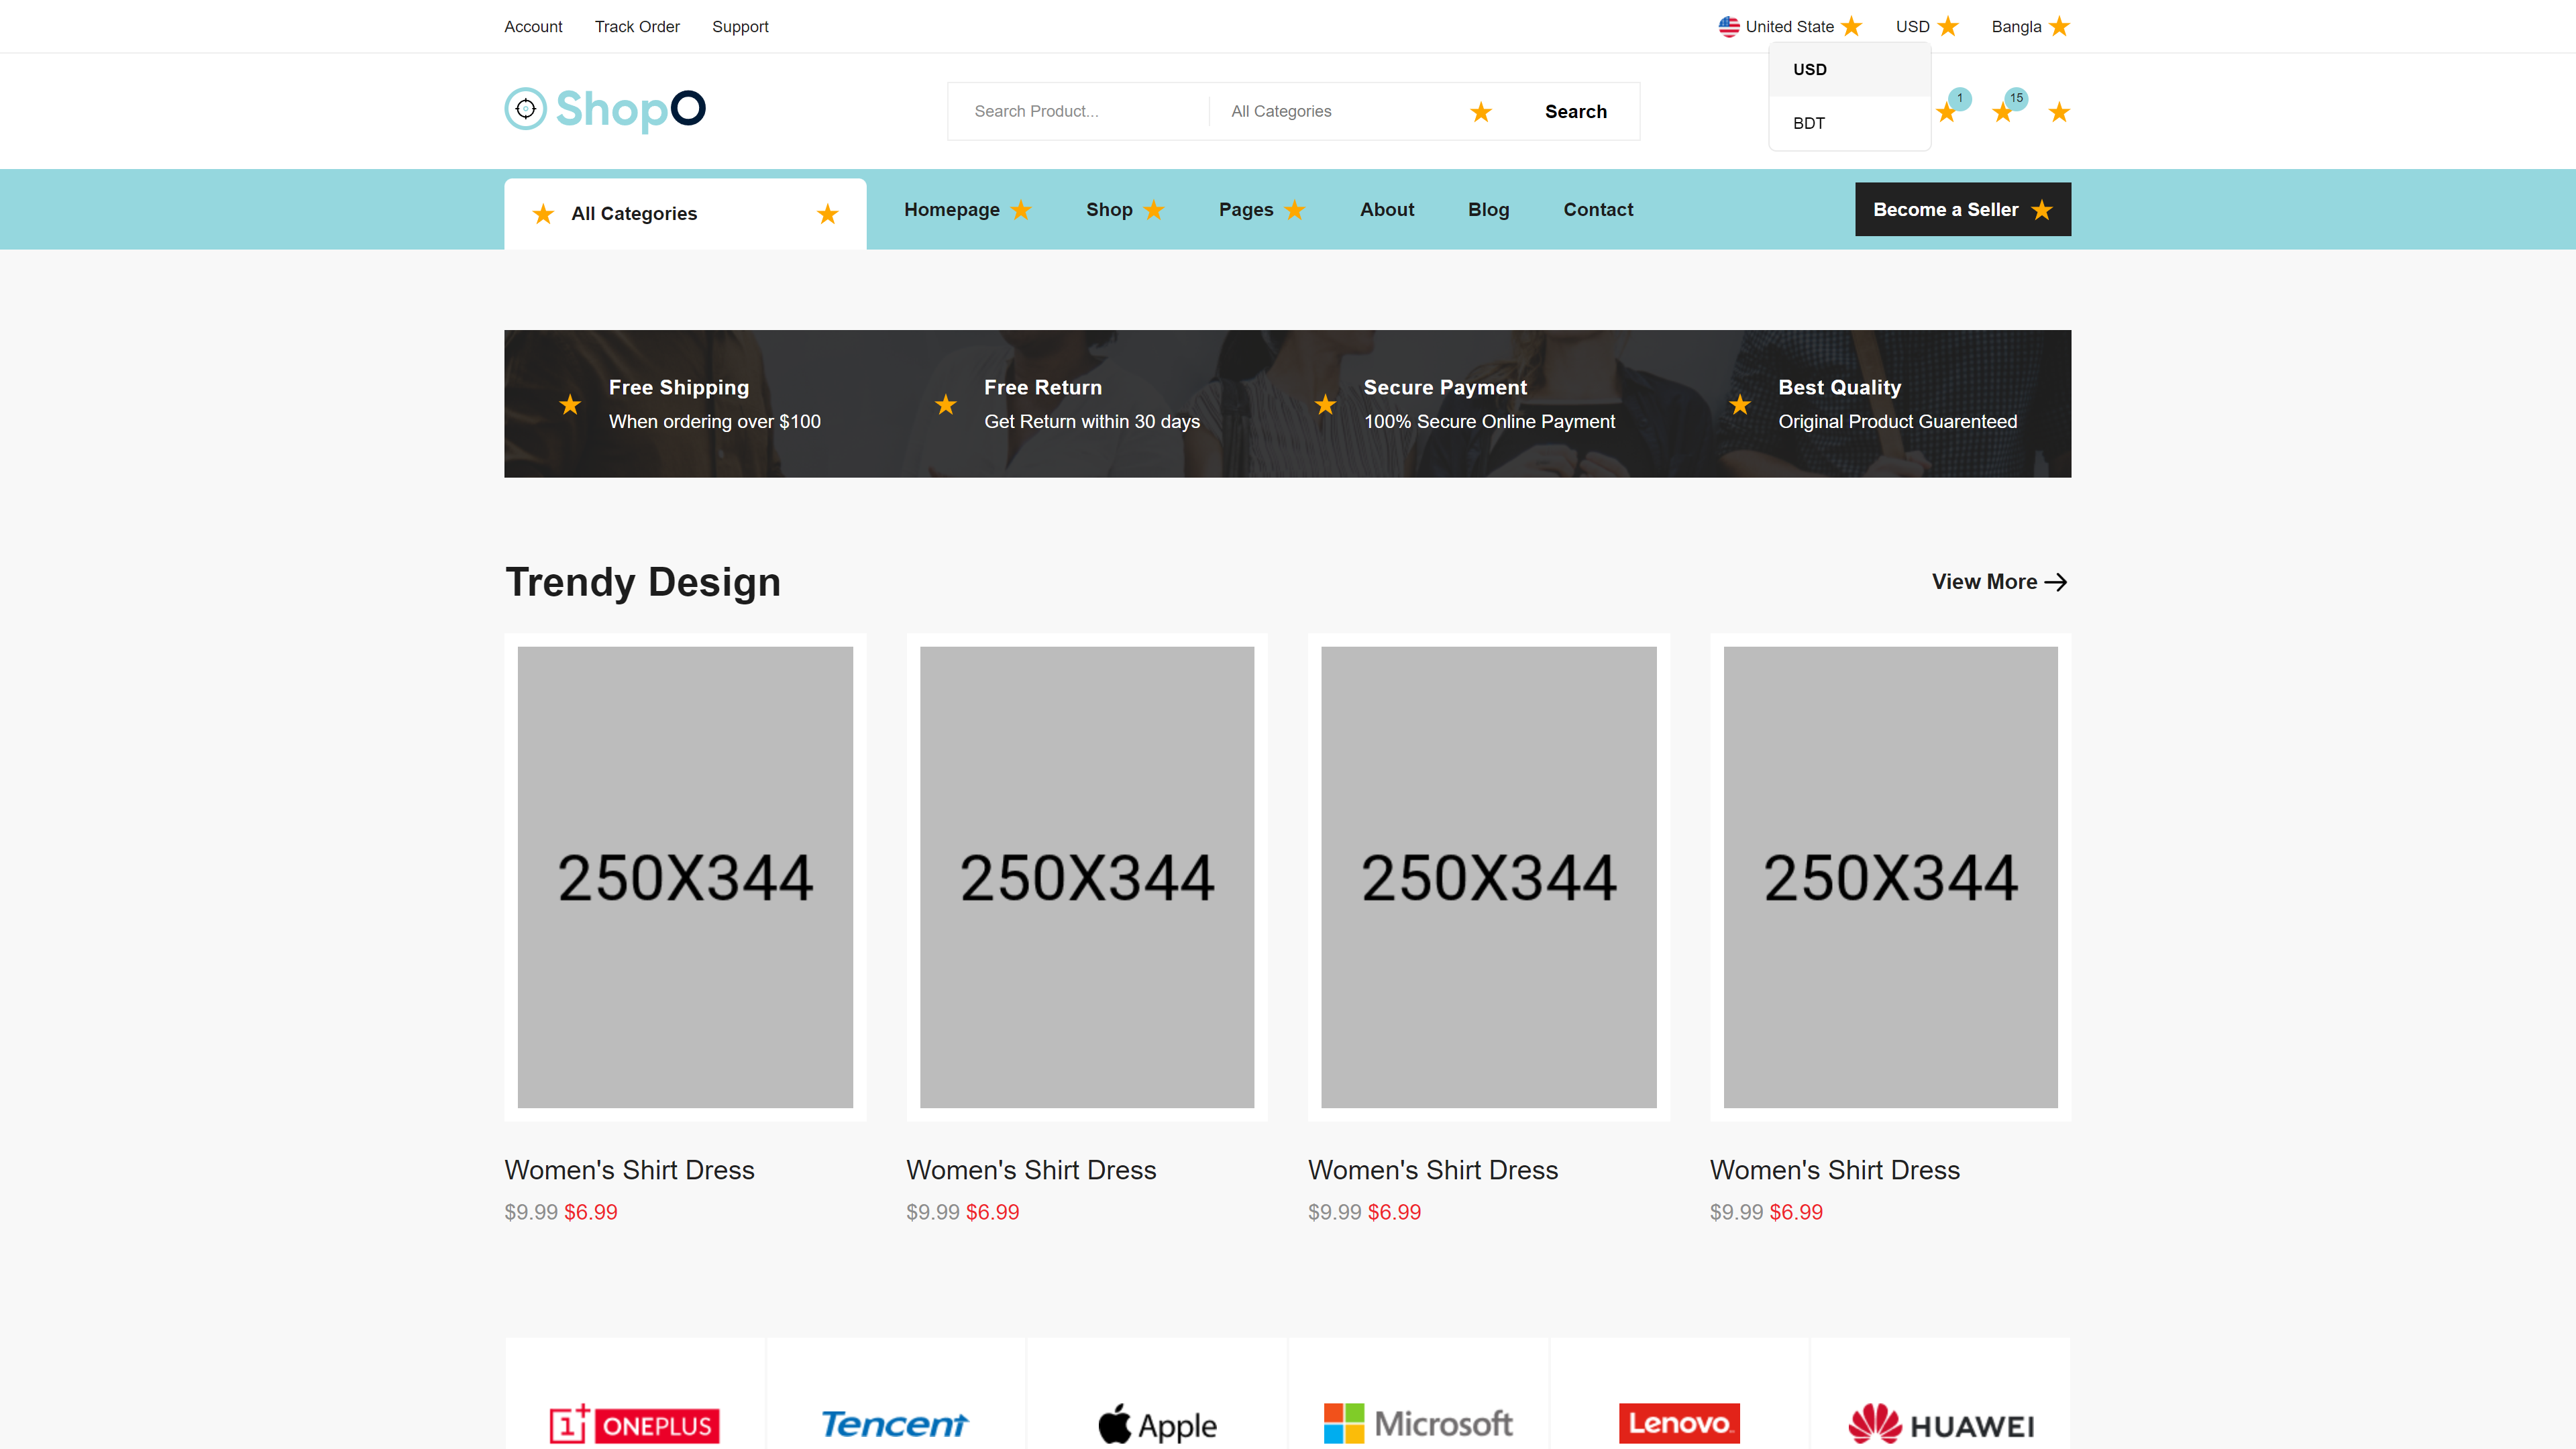 Account Track Order Support United State USD Bangla
USD
BDT
ShopO Search Product... All Categories Search 1 15
All Categories Homepage Shop Pages About Blog Contact Become a Seller
Free Shipping
When ordering over $100
Free Return
Get Return within 30 days
Secure Payment
100% Secure Online Payment
Best Quality
Original Product Guarenteed
Trendy Design View More
250X344 250X344 250X344 250X344
Women's Shirt Dress Women's Shirt Dress Women's Shirt Dress Women's Shirt Dress
$9.99 $6.99 $9.99 $6.99 $9.99 $6.99 $9.99 $6.99
1+ ONEPLUS Tencent Apple Microsoft Lenovo HUAWEI